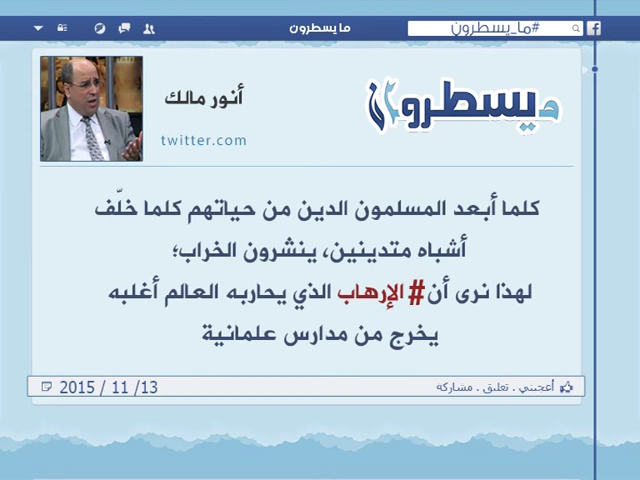 #ما_يسطرون
ما يسطرون
ما يسطرون
أنور مالك
twitter.com
كلما أبعد المسلمون الدين من حياتهم كلما خلّف
أشباه متدينين، ينشرون الخراب؛
لهذا نرى أن #الإرهاب الذي يحاربه العالم أغلبه
يخرج من مدارس علمانية
أعجبني . تعليق . مشاركه
2015 / 11 /13